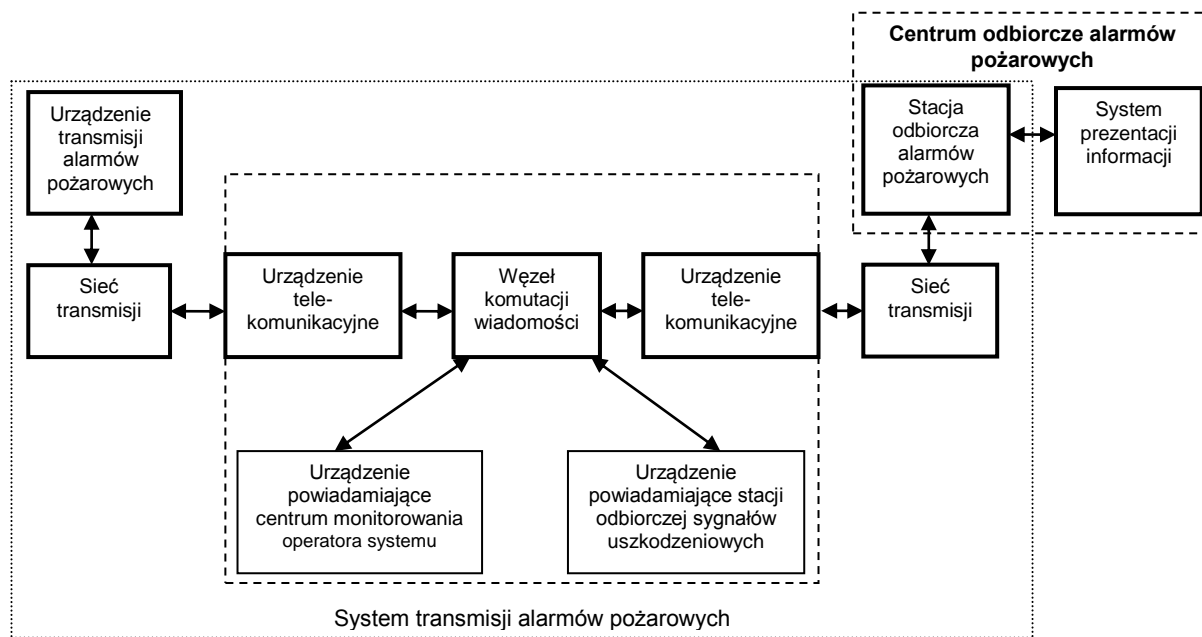 Centrum odbiorcze alarmów
pożarowych
Urządzenie
transmisji
alarmów
pożarowych
Stacja
odbiorcza
alarmów
pożarowych
System
prezentacji
informacji
Sieć
transmisji
Urządzenie
tele-
komunikacyjne
Węzeł
komutacji
wiadomości
Urządzenie
tele-
komunikacyjne
Sieć
transmisji
Urządzenie
powiadamiające
centrum monitorowania
operatora systemu
Urządzenie
powiadamiające stacji
odbiorczej sygnałów
uszkodzeniowych
System transmisji alarmów pożarowych